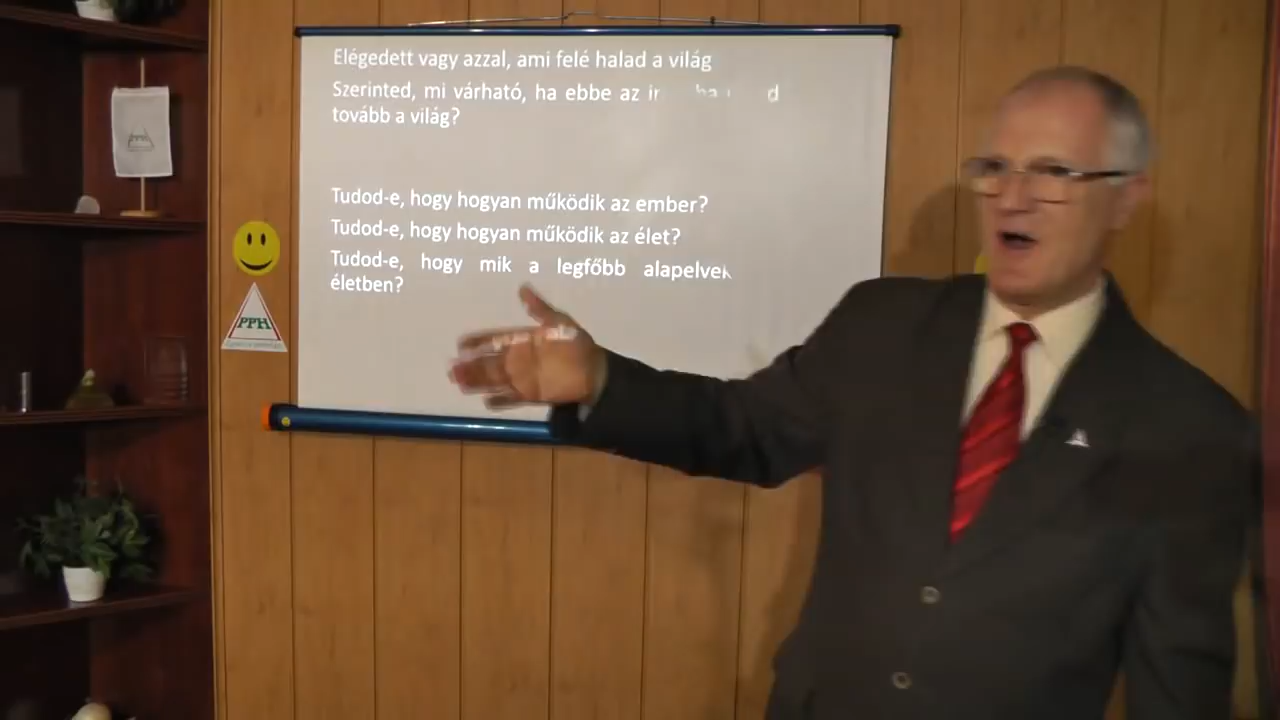 Elégedett vagy azzal, ami felé halad a világ
Szerinted, mi várható, ha ebbe az
tovább a világ?
Tudod-e, hogy hogyan működik az ember?
Tudod-e, hogy hogyan működik az élet?
Tudod-e, hogy mik a legfőbb
életben?
PPH